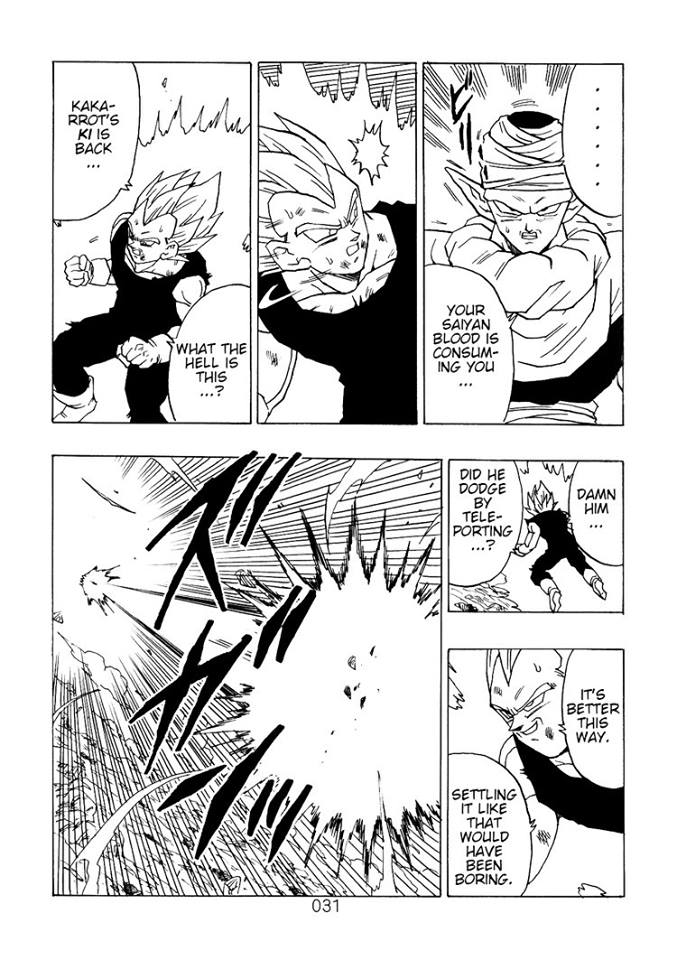 ......
YOUR
SAIYAN
BLOOD IS
CONSUM-
ING YOU
...
WHAT THE
HELL IS
THIS
...?
KAKA-
RROT'S
KI IS
BACK
...
DAMN
HIM
...
DID HE
DODGE
BY
TELE-
PORTING
...?
IT'S
BETTER
THIS
WAY.
SETTLING
IT LIKE
THAT
WOULD
HAVE
BEEN
BORING.
031